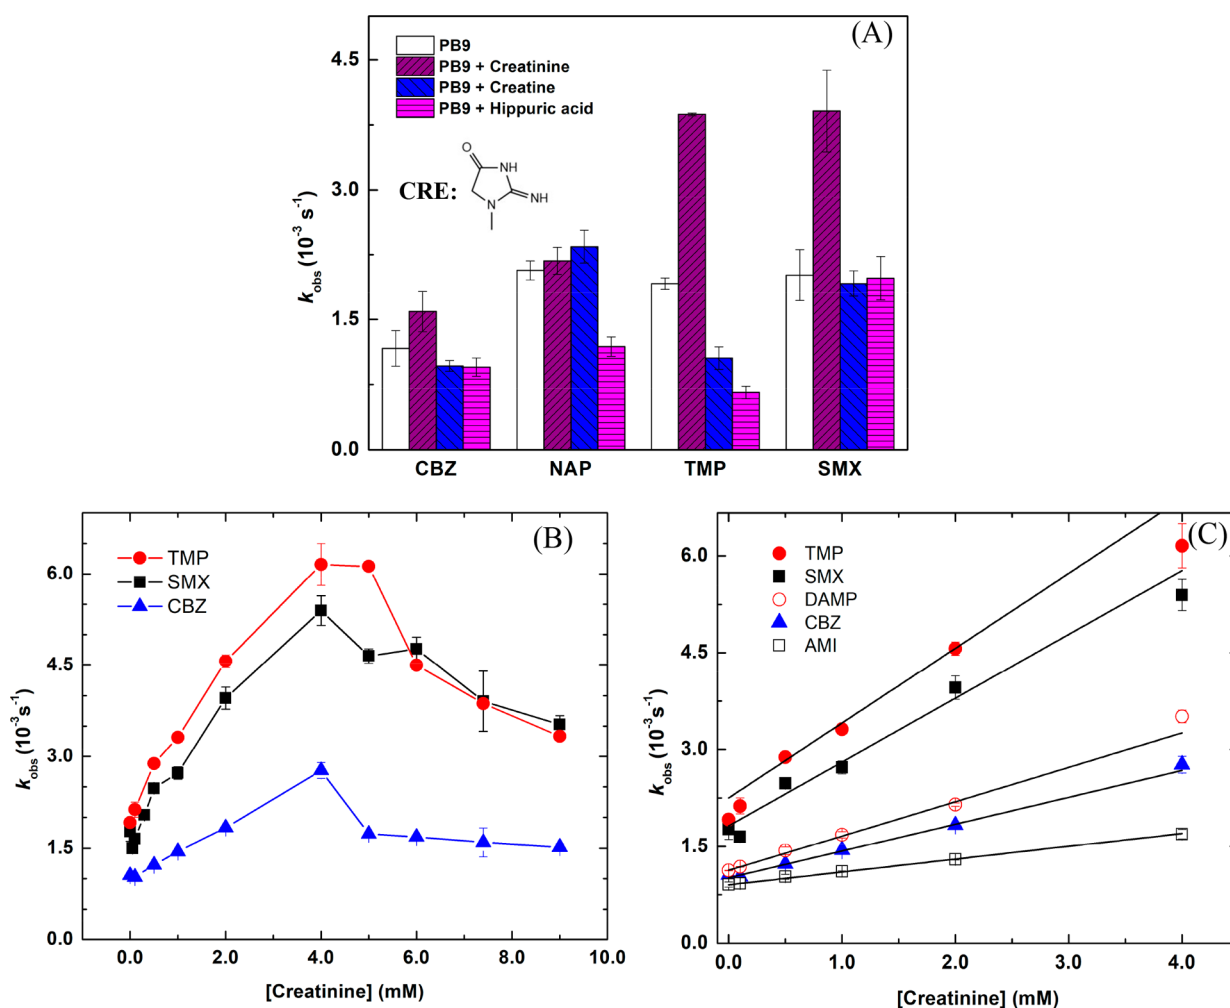 (A)
PB9
PB9 + Creatinine
PB9 + Creatine
PB9 + Hippuric acid
CRE:
O
NH
NH
N
k_obs (10⁻³ s⁻¹)
4.5
3.0
1.5
0.0
CBZ NAP TMP SMX
(B)
TMP
SMX
CBZ
k_obs (10⁻³s⁻¹)
6.0
4.5
3.0
1.5
0.0
0.0 2.0 4.0 6.0 8.0 10.0
[Creatinine] (mM)
(C)
TMP
SMX
DAMP
CBZ
AMI
k_obs (10⁻³s⁻¹)
6.0
4.5
3.0
1.5
0.0
0.0 1.0 2.0 3.0 4.0
[Creatinine] (mM)